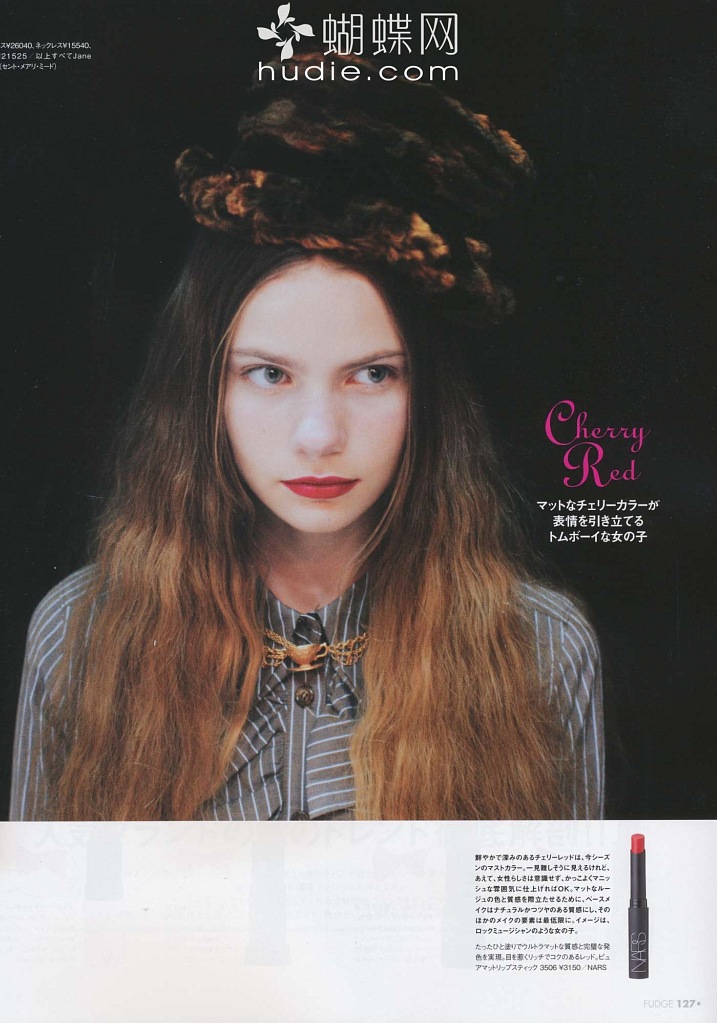 蝴蝶网
hudie.com
ス¥26040、ネックレス¥15540、
21525/以上すべてJane
(セント・メアリ・ミード)
Cherry
Red
マットなチェリーカラーが
表情を引き立てる
トムボーイな女の子
鮮やかで深みのあるチェリーレッドは、今シーズ
ンのマストカラー。一見難しそうに見えるけれど、
あえて、女性らしさは意識せず、かっこよくマニッ
シュな雰囲気に仕上げればOK。マットなルー
ジュの色と質感を際立たせるために、ベースメ
イクはナチュラルかつツヤのある質感にし、その
ほかのメイクの要素は最低限に。イメージは、
ロックミュージシャンのような女の子。
たったひと塗りでウルトラマットな質感と完璧な発
色を実現。目を惹くリッチでコクのあるレッド。ピュ
アマットリップスティック 3506 ¥3150/NARS
NARS
FUDGE 127